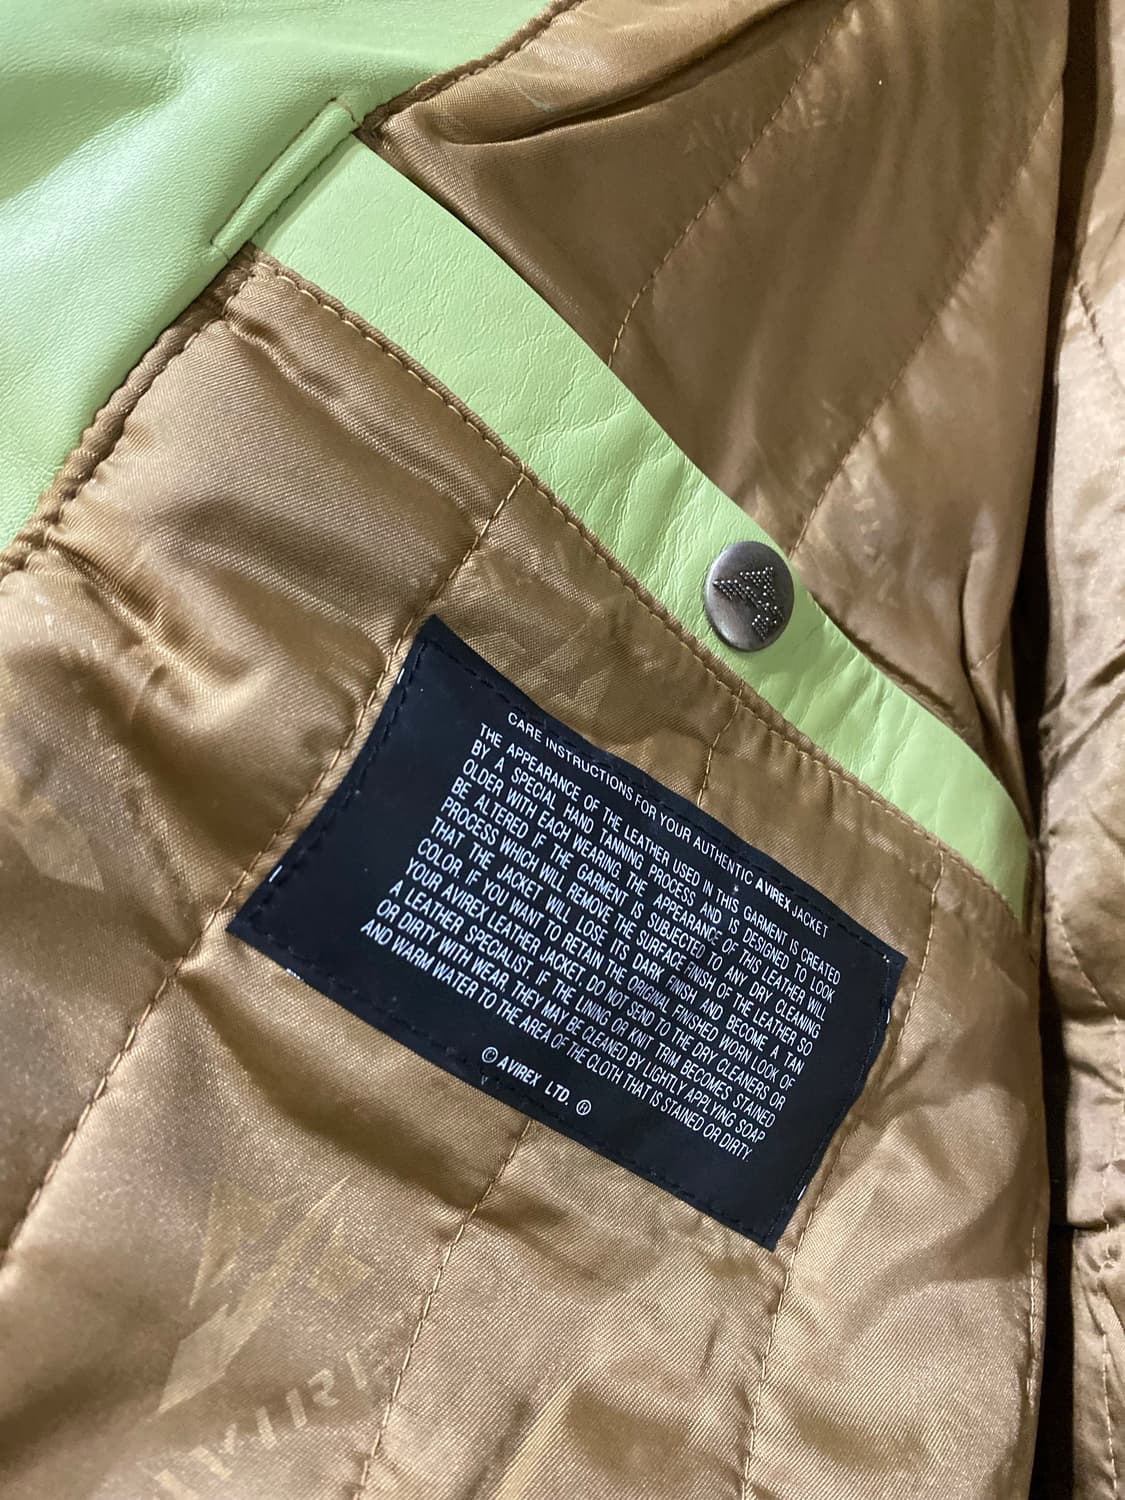 CARE INSTRUCTIONS FOR YOUR AUTHENTIC AVIREX JACKET
THE APPEARANCE OF THE LEATHER USED IN THIS GARMENT IS CREATED
BY A SPECIAL HAND TANNING PROCESS AND IS DESIGNED TO LOOK
OLDER WITH EACH WEARING. THE APPEARANCE OF THIS LEATHER WILL
BE ALTERED IF THE GARMENT IS SUBJECTED TO ANY DRY CLEANING
PROCESS WHICH WILL REMOVE THE SURFACE FINISH OF THE LEATHER SO
THAT THE JACKET WILL LOSE ITS DARK FINISH AND BECOME A TAN
COLOR. IF YOU WANT TO RETAIN THE ORIGINAL FINISHED, WORN LOOK OF
YOUR AVIREX LEATHER JACKET, DO NOT SEND TO THE DRY CLEANERS OR
A LEATHER SPECIALIST. IF THE LINING OR KNIT TRIM BECOMES STAINED
OR DIRTY WITH WEAR, THEY MAY BE CLEANED BY LIGHTLY APPLYING SOAP
AND WARM WATER TO THE AREA OF THE CLOTH THAT IS STAINED OR DIRTY.
© AVIREX LTD. ®